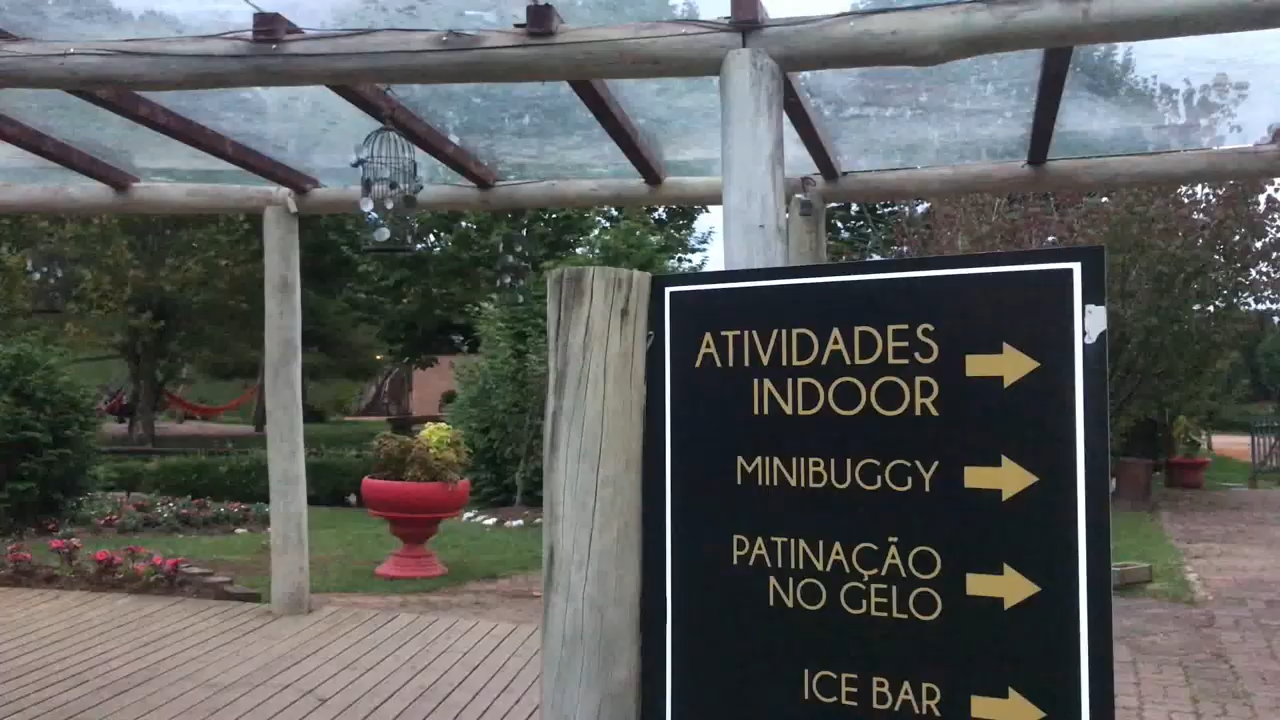 ATIVIDADES
INDOOR
MINIBUGGY
PATINAÇÃO
NO GELO
ICE BAR